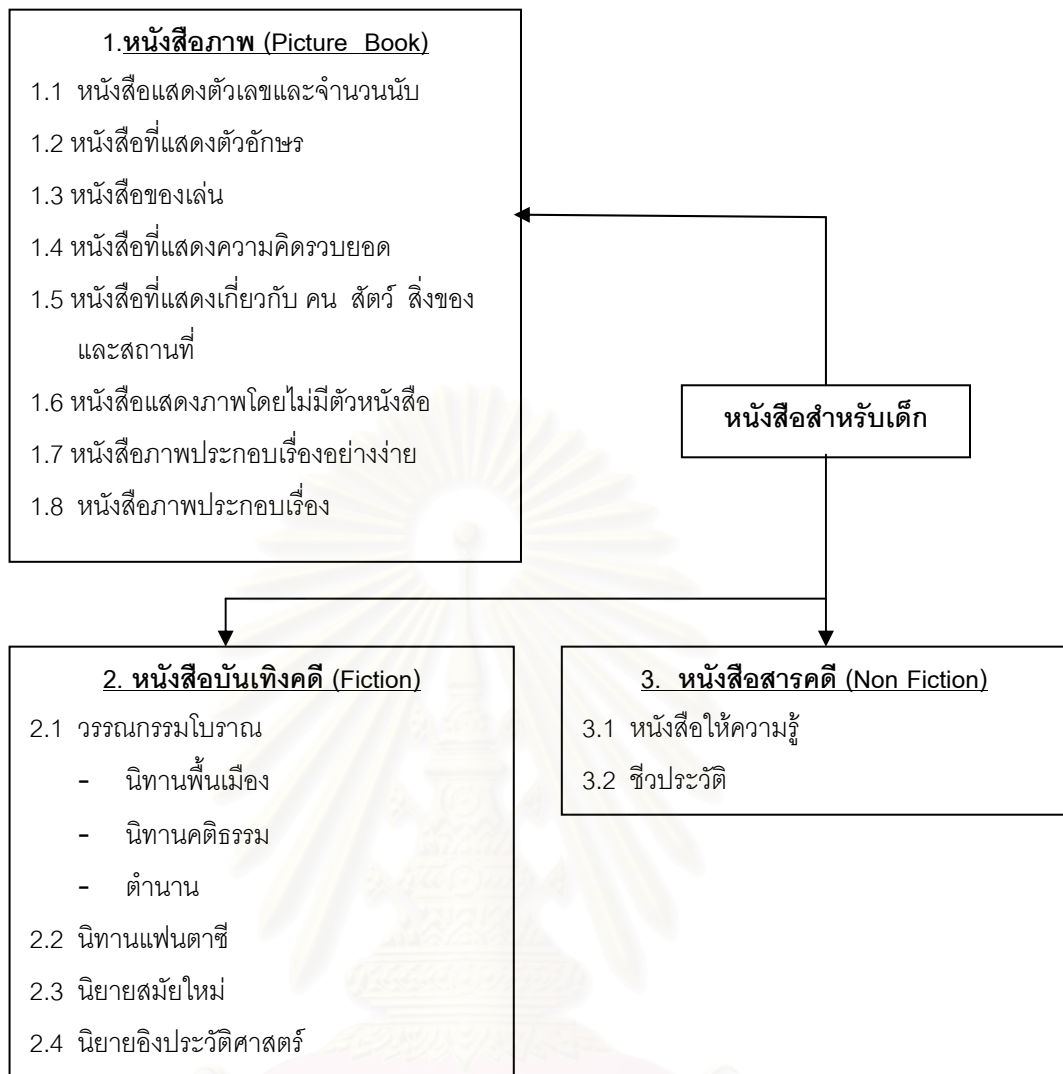 1.หนังสือภาพ (Picture Book)
1.1 หนังสือแสดงตัวเลขและจำนวนนับ
1.2 หนังสือที่แสดงตัวอักษร
1.3 หนังสือของเล่น
1.4 หนังสือที่แสดงความคิดรวบยอด
1.5 หนังสือที่แสดงเกี่ยวกับ คน สัตว์ สิ่งของ
และสถานที่
1.6 หนังสือแสดงภาพโดยไม่มีตัวหนังสือ
1.7 หนังสือภาพประกอบเรื่องอย่างง่าย
1.8 หนังสือภาพประกอบเรื่อง
หนังสือสำหรับเด็ก
2. หนังสือบันเทิงคดี (Fiction)
2.1 วรรณกรรมโบราณ
- นิทานพื้นเมือง
- นิทานคติธรรม
- ตำนาน
2.2 นิทานแฟนตาซี
2.3 นิยายสมัยใหม่
2.4 นิยายอิงประวัติศาสตร์
3. หนังสือสารคดี (Non Fiction)
3.1 หนังสือให้ความรู้
3.2 ชีวประวัติ